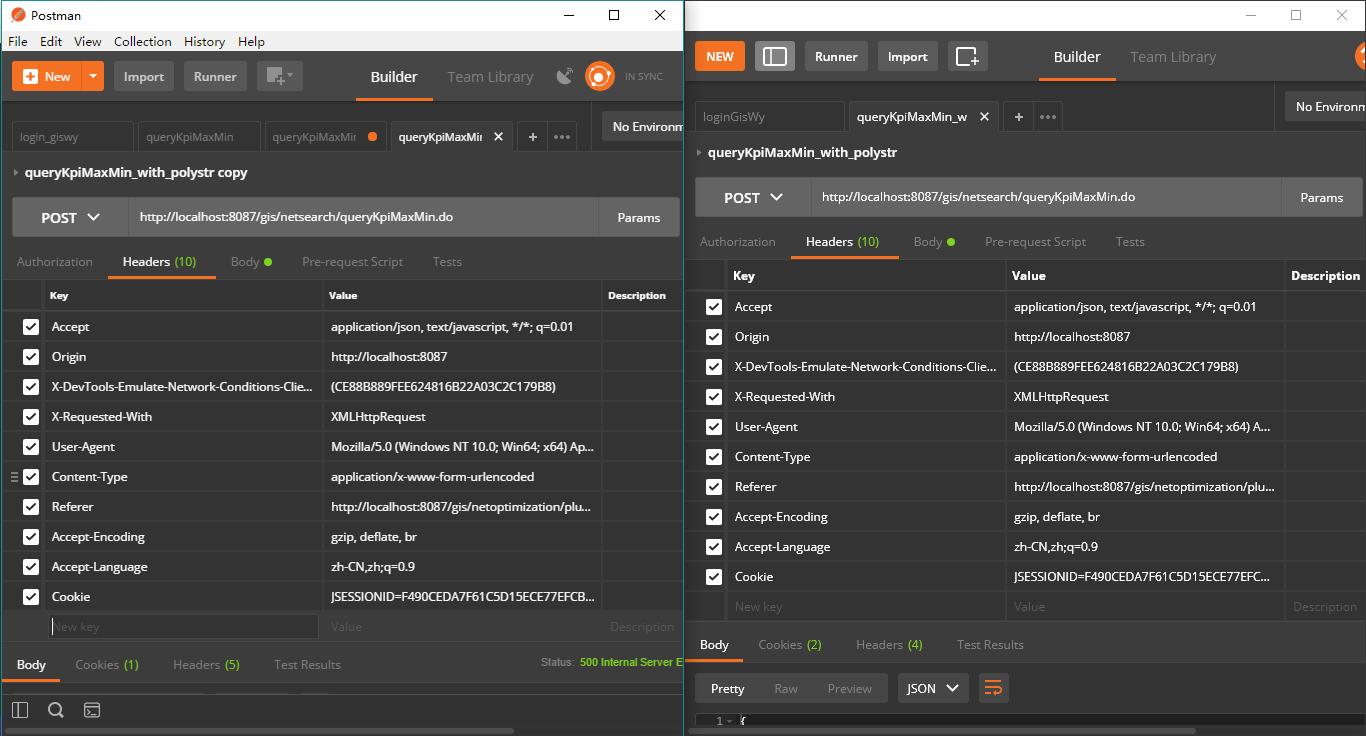 Postman
File Edit View Collection History Help
New Import Runner Builder Team Library IN SYNC
login_giswy queryKpiMaxMin queryKpiMaxMin queryKpiMaxMi + ••• No Environm
queryKpiMaxMin_with_polystr copy
POST http://localhost:8087/gis/netsearch/queryKpiMaxMin.do Params
Authorization Headers (10) Body Pre-request Script Tests
Key Value Description
Accept application/json, text/javascript, */*; q=0.01
Origin http://localhost:8087
X-DevTools-Emulate-Network-Conditions-Clie... (CE88B889FEE624816B22A03C2C179B8)
X-Requested-With XMLHttpRequest
User-Agent Mozilla/5.0 (Windows NT 10.0; Win64; x64) Ap...
Content-Type application/x-www-form-urlencoded
Referer http://localhost:8087/gis/netoptimization/plu...
Accept-Encoding gzip, deflate, br
Accept-Language zh-CN,zh;q=0.9
Cookie JSESSIONID=F490CEDA7F61C5D15ECE77EFCB...
New key Value Description
Body Cookies (1) Headers (5) Test Results Status: 500 Internal Server E
NEW Runner Import Builder Team Library
loginGisWy queryKpiMaxMin_w + ••• No Environm
queryKpiMaxMin_with_polystr
POST http://localhost:8087/gis/netsearch/queryKpiMaxMin.do Params
Authorization Headers (10) Body Pre-request Script Tests
Key Value Description
Accept application/json, text/javascript, */*; q=0.01
Origin http://localhost:8087
X-DevTools-Emulate-Network-Conditions-Clie... (CE88B889FEE624816B22A03C2C179B8)
X-Requested-With XMLHttpRequest
User-Agent Mozilla/5.0 (Windows NT 10.0; Win64; x64) A...
Content-Type application/x-www-form-urlencoded
Referer http://localhost:8087/gis/netoptimization/plu...
Accept-Encoding gzip, deflate, br
Accept-Language zh-CN,zh;q=0.9
Cookie JSESSIONID=F490CEDA7F61C5D15ECE77EFC...
New key Value Description
Body Cookies (2) Headers (4) Test Results
Pretty Raw Preview JSON
1 {